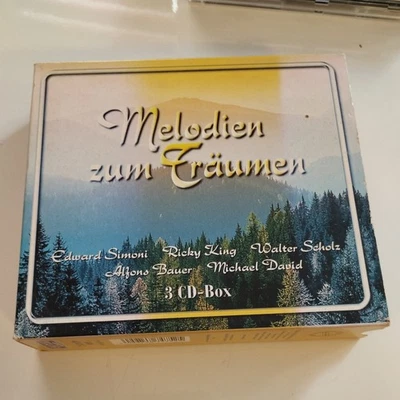 Melodien
zum Träumen
Edward Simoni Ricky King Walter Scholz
Alfons Bauer Michael David
3 CD-Box